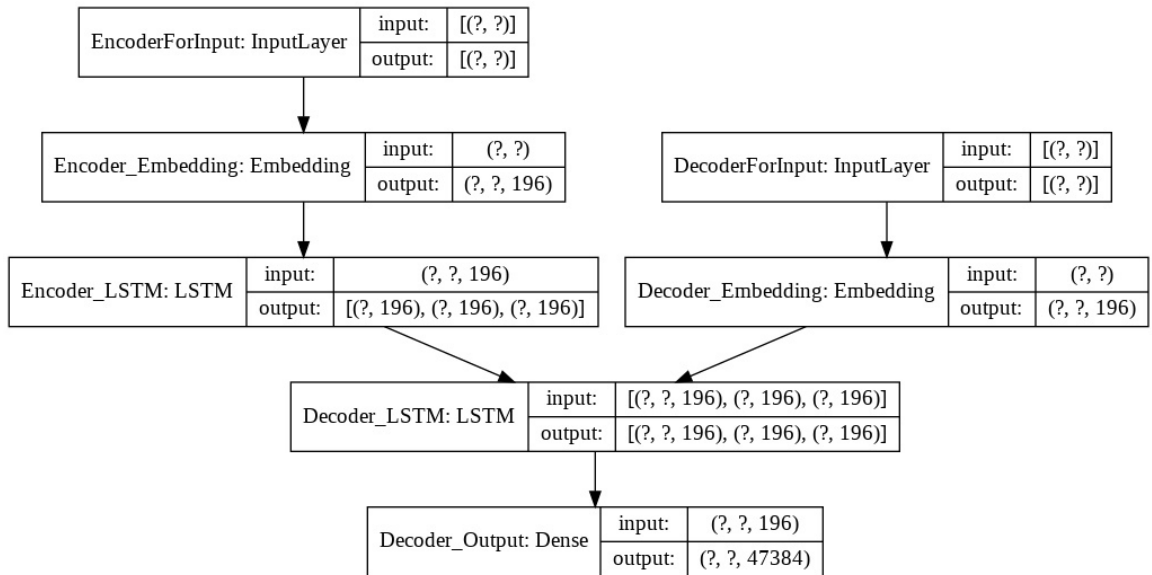 EncoderForInput: InputLayer
input: [(?, ?)]
output: [(?, ?)]
Encoder_Embedding: Embedding
input: (?, ?)
output: (?, ?, 196)
DecoderForInput: InputLayer
input: [(?, ?)]
output: [(?, ?)]
Encoder_LSTM: LSTM
input: (?, ?, 196)
output: [(?, 196), (?, 196), (?, 196)]
Decoder_Embedding: Embedding
input: (?, ?)
output: (?, ?, 196)
Decoder_LSTM: LSTM
input: [(?, ?, 196), (?, 196), (?, 196)]
output: [(?, ?, 196), (?, 196), (?, 196)]
Decoder_Output: Dense
input: (?, ?, 196)
output: (?, ?, 47384)